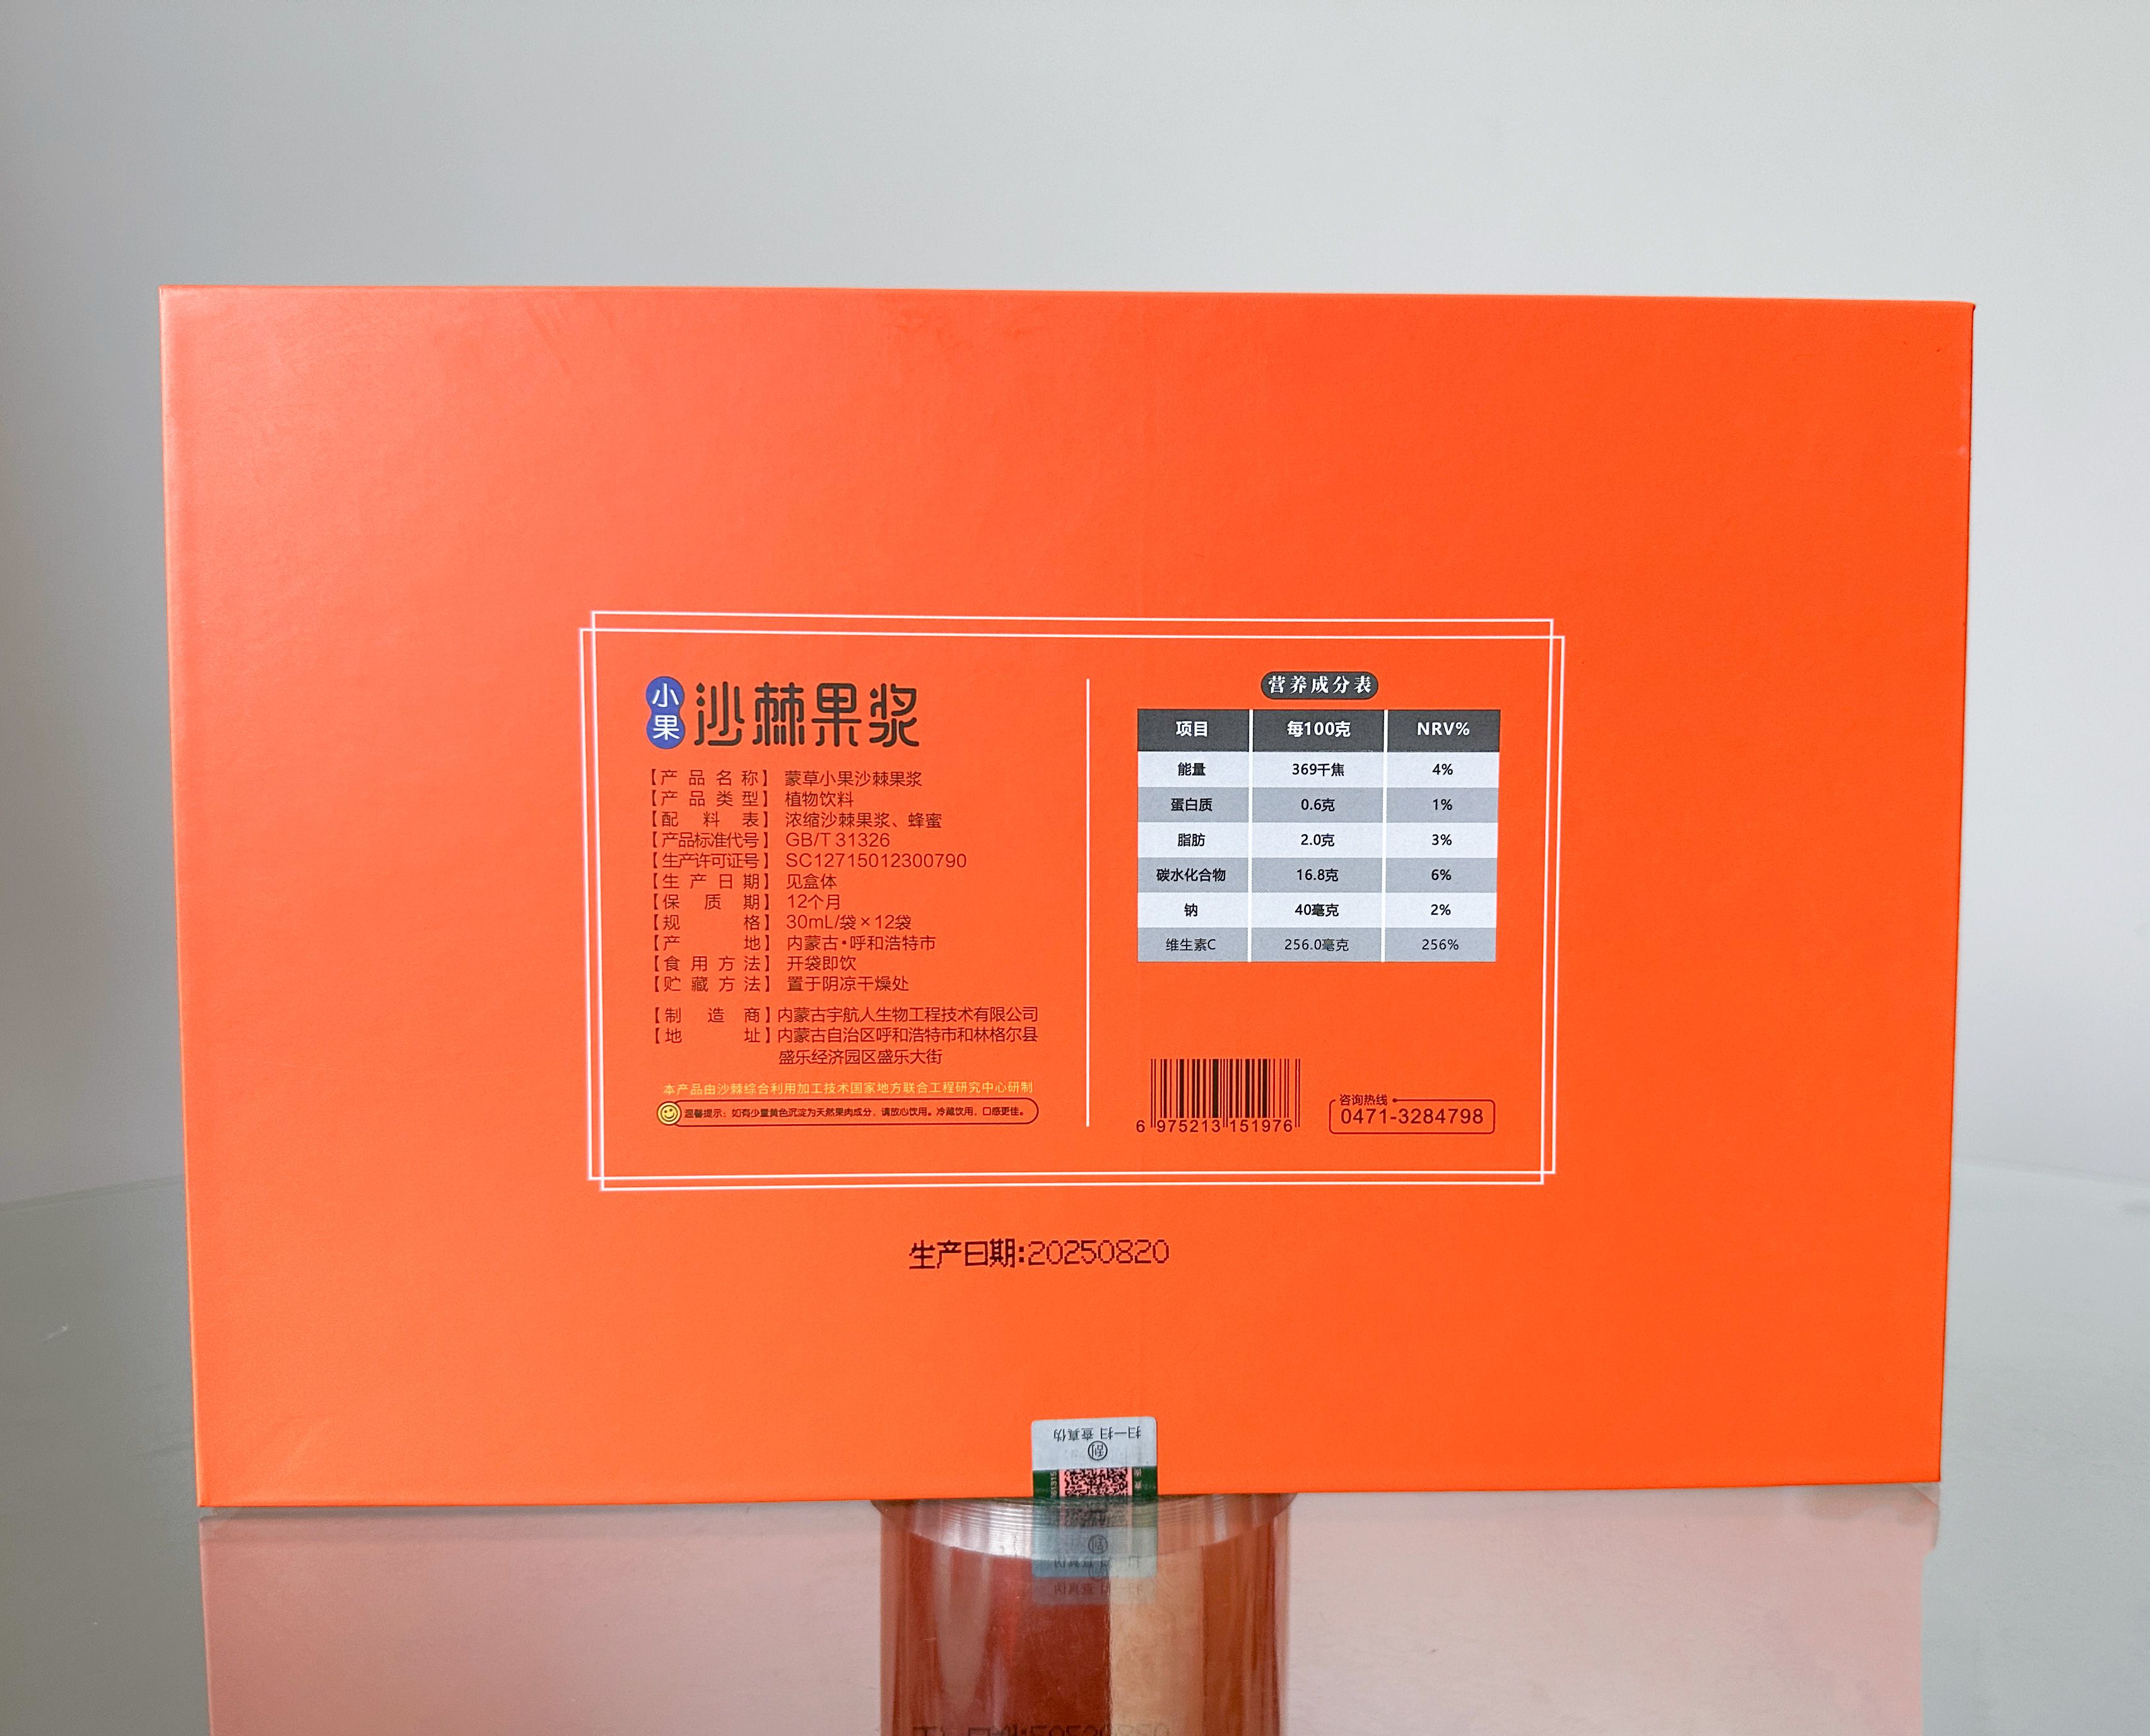 小果 沙棘果浆
【产品名称】 蒙草小果沙棘果浆
【产品类型】 植物饮料
【配料表】 浓缩沙棘果浆、蜂蜜
【产品标准代号】 GB/T 31326
【生产许可证号】 SC12715012300790
【生产日期】 见盒体
【保质期】 12个月
【规格】 30mL/袋×12袋
【产地】 内蒙古·呼和浩特市
【食用方法】 开袋即饮
【贮藏方法】 置于阴凉干燥处
【制造商】内蒙古宇航人生物工程技术有限公司
【地址】内蒙古自治区呼和浩特市和林格尔县
盛乐经济园区盛乐大街
本产品由沙棘综合利用加工技术国家地方联合工程研究中心研制
温馨提示：如有少量黄色沉淀为天然果肉成分，请放心饮用。冷藏饮用，口感更佳。
营养成分表
项目 每100克 NRV%
能量 369千焦 4%
蛋白质 0.6克 1%
脂肪 2.0克 3%
碳水化合物 16.8克 6%
钠 40毫克 2%
维生素C 256.0毫克 256%
6 975213 151976
咨询热线
0471-3284798
生产日期:20250820
扫一扫 查真伪
刮